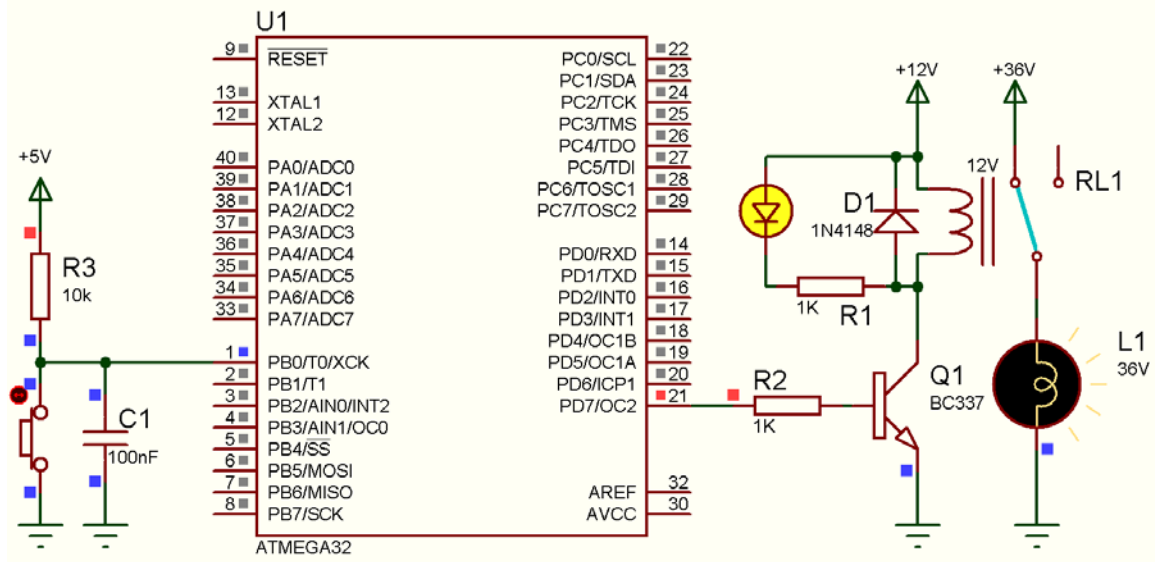 U1
9 RESET
13 XTAL1
12 XTAL2
40 PA0/ADC0
39 PA1/ADC1
38 PA2/ADC2
37 PA3/ADC3
36 PA4/ADC4
35 PA5/ADC5
34 PA6/ADC6
33 PA7/ADC7
1 PB0/T0/XCK
2 PB1/T1
3 PB2/AIN0/INT2
4 PB3/AIN1/OC0
5 PB4/SS
6 PB5/MOSI
7 PB6/MISO
8 PB7/SCK
PC0/SCL 22
PC1/SDA 23
PC2/TCK 24
PC3/TMS 25
PC4/TDO 26
PC5/TDI 27
PC6/TOSC1 28
PC7/TOSC2 29
PD0/RXD 14
PD1/TXD 15
PD2/INT0 16
PD3/INT1 17
PD4/OC1B 18
PD5/OC1A 19
PD6/ICP1 20
PD7/OC2 21
AREF 32
AVCC 30
ATMEGA32
+5V
R3
10k
C1
100nF
+12V
+36V
12V
RL1
D1
1N4148
1K
R1
R2
1K
Q1
BC337
L1
36V